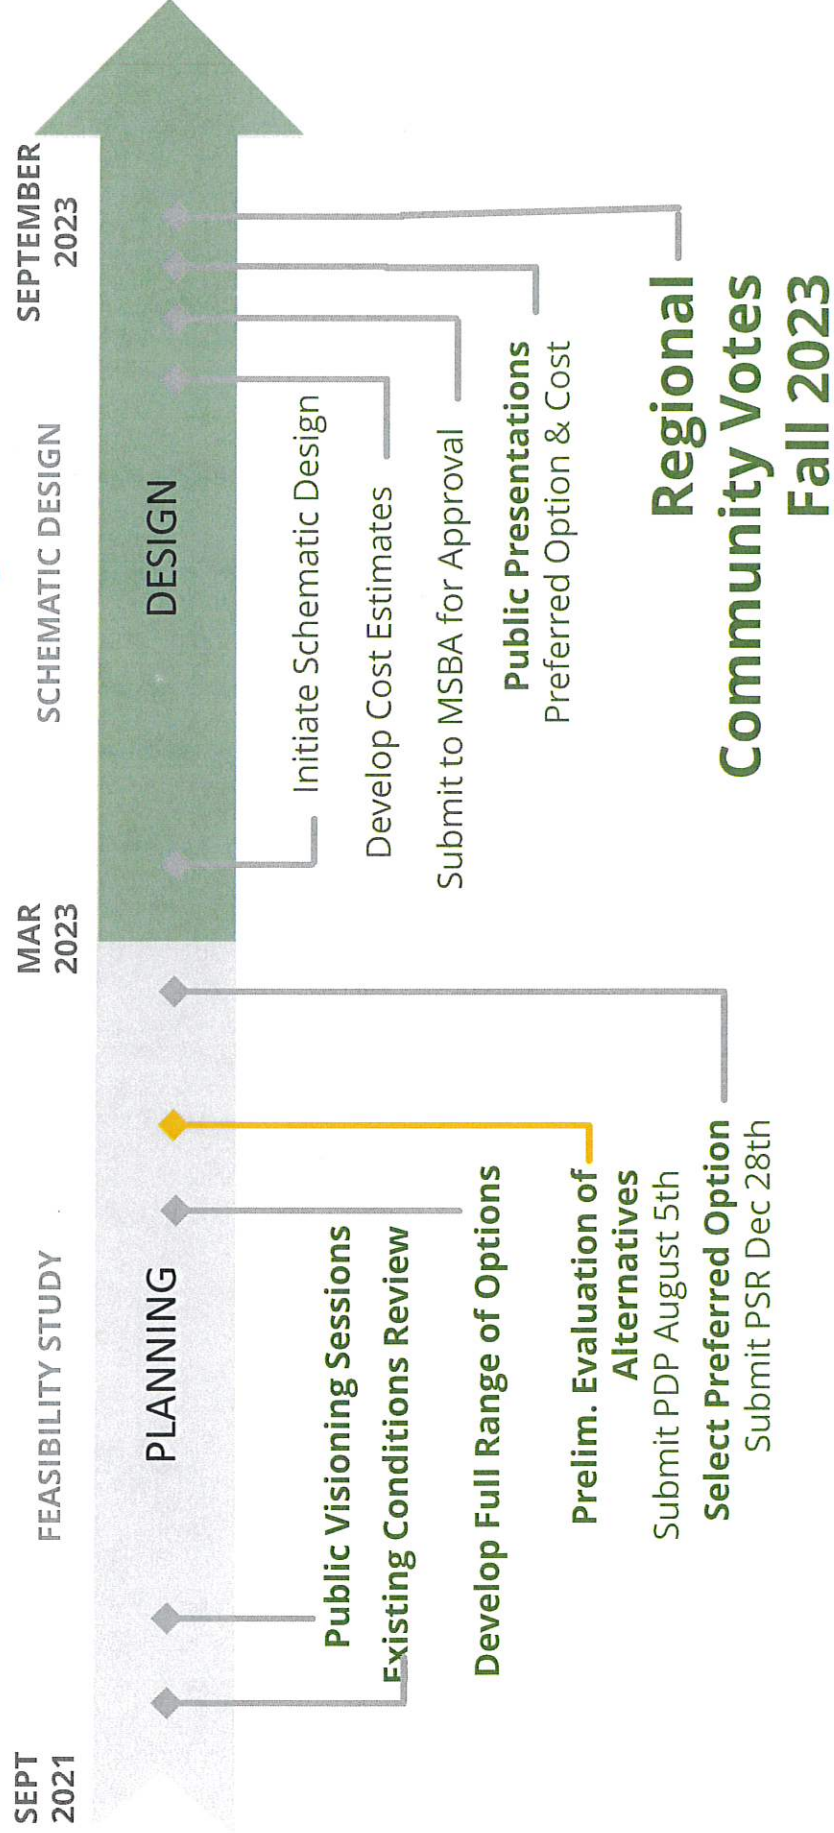 SEPT
2021
FEASIBILITY STUDY
MAR
2023
SCHEMATIC DESIGN
SEPTEMBER
2023
PLANNING
DESIGN
Public Visioning Sessions
Existing Conditions Review
Develop Full Range of Options
Prelim. Evaluation of
Alternatives
Submit PDP August 5th
Select Preferred Option
Submit PSR Dec 28th
Initiate Schematic Design
Develop Cost Estimates
Submit to MSBA for Approval
Public Presentations
Preferred Option & Cost
Regional
Community Votes
Fall 2023